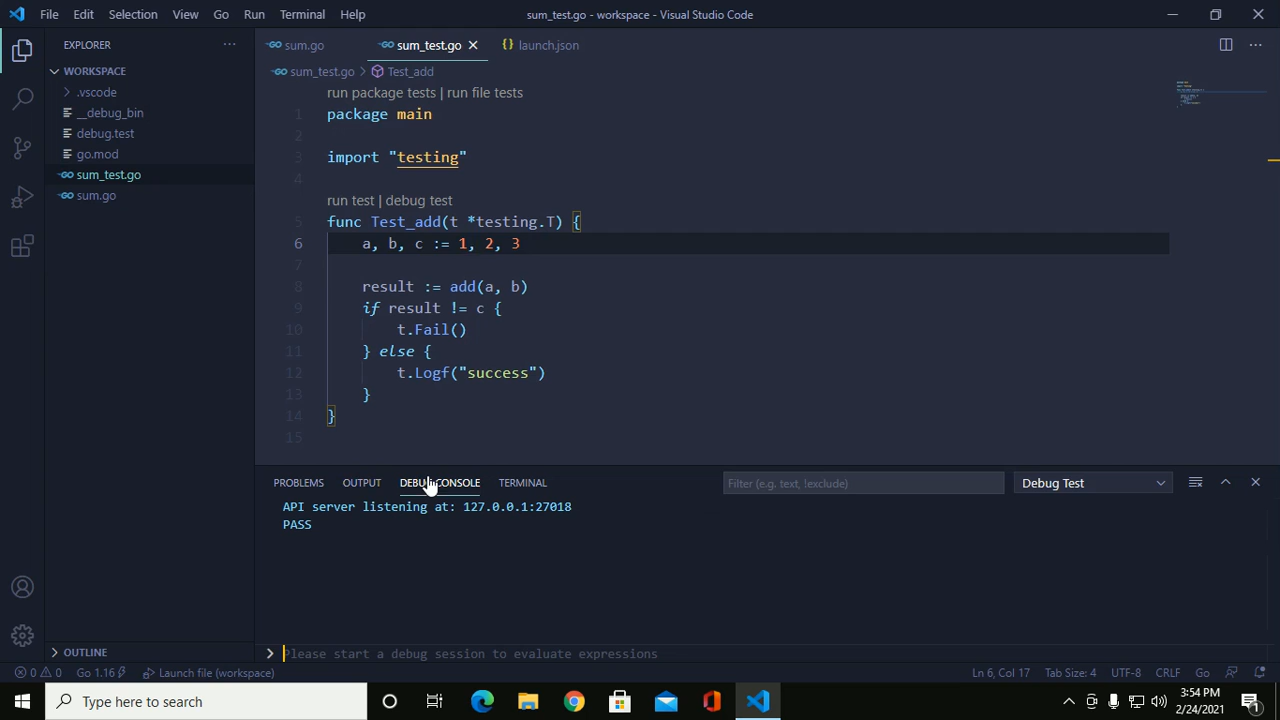 File Edit Selection View Go Run Terminal Help
sum_test.go - workspace - Visual Studio Code
EXPLORER
sum.go sum_test.go launch.json
WORKSPACE
.vscode
__debug_bin
debug.test
go.mod
sum_test.go
sum.go
OUTLINE
sum_test.go > Test_add
run package tests | run file tests
1 package main
2
3 import "testing"
4
run test | debug test
5 func Test_add(t *testing.T) {
6 a, b, c := 1, 2, 3
7
8 result := add(a, b)
9 if result != c {
10 t.Fail()
11 } else {
12 t.Logf("success")
13 }
14 }
15
PROBLEMS OUTPUT DEBUG CONSOLE TERMINAL Filter (e.g. text, !exclude) Debug Test
API server listening at: 127.0.0.1:27018
PASS
> Please start a debug session to evaluate expressions
0 0 Go 1.16 Launch file (workspace) Ln 6, Col 17 Tab Size: 4 UTF-8 CRLF Go
Type here to search
3:54 PM
2/24/2021
1